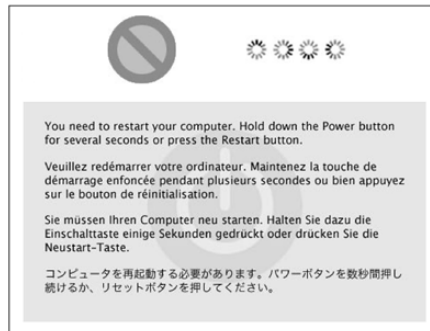 You need to restart your computer. Hold down the Power button
for several seconds or press the Restart button.
Veuillez redémarrer votre ordinateur. Maintenez la touche de
démarrage enfoncée pendant plusieurs secondes ou bien appuyez
sur le bouton de réinitialisation.
Sie müssen Ihren Computer neu starten. Halten Sie dazu die
Einschalttaste einige Sekunden gedrückt oder drücken Sie die
Neustart-Taste.
コンピュータを再起動する必要があります。パワーボタンを数秒間押し
続けるか、リセットボタンを押してください。